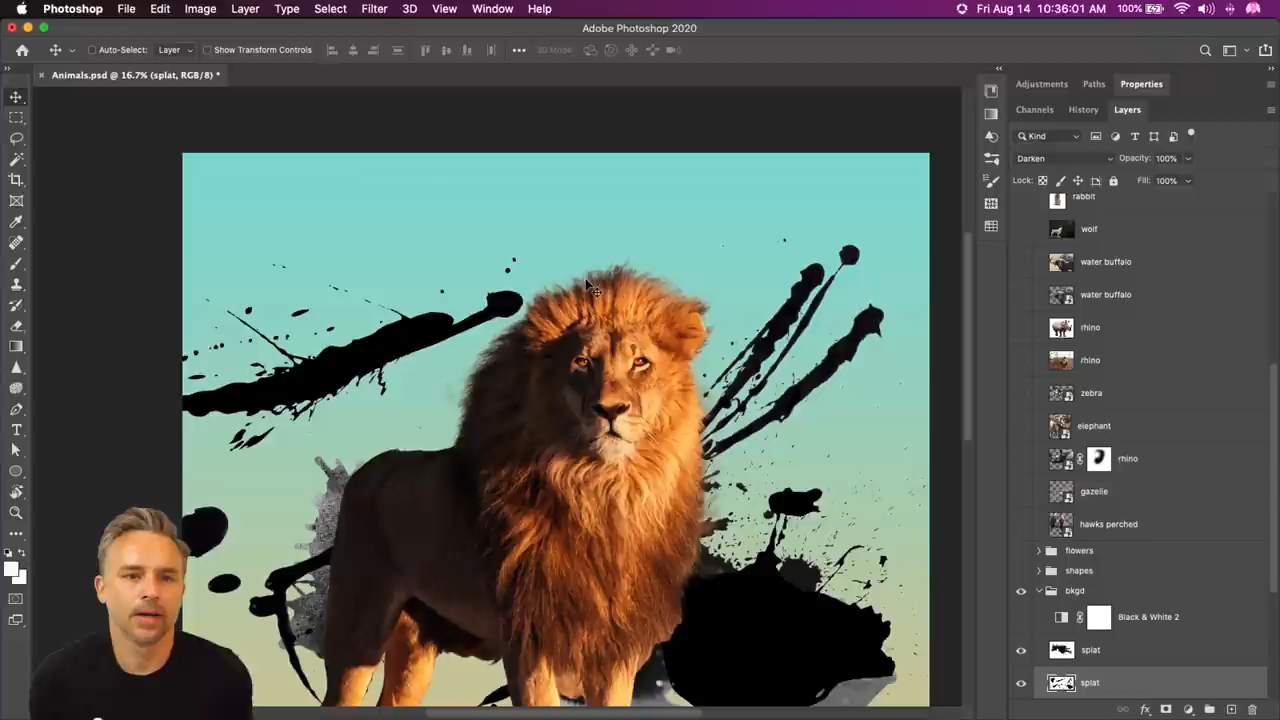 Photoshop File Edit Image Layer Type Select Filter 3D View Window Help 100% Fri Aug 14 10:36:01 AM
Adobe Photoshop 2020
Auto-Select: Layer Show Transform Controls 3D Mode:
Animals.psd @ 16.7% (splat, RGB/8) *
Adjustments Paths Properties
Channels History Layers
Kind
Darken Opacity: 100%
Lock: Fill: 100%
rabbit
wolf
water buffalo
water buffalo
rhino
rhino
zebra
elephant
rhino
gazelle
hawks perched
flowers
shapes
bkgd
Black & White 2
splat
splat